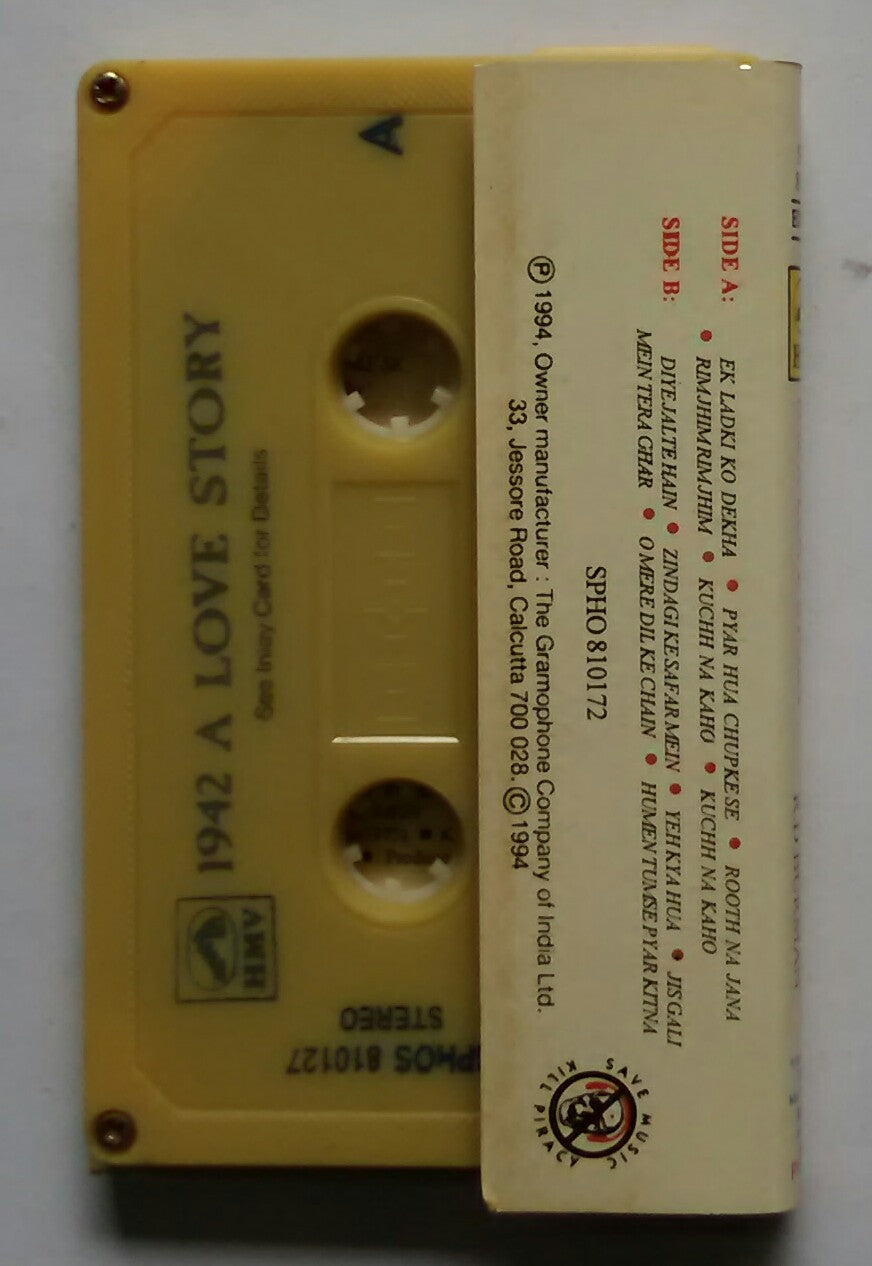 SIDE A: EK LADKI KO DEKHA • PYAR HUA CHUPKE SE • ROOTH NA JANA
• RIMJHIM RIMJHIM • KUCHH NA KAHO • KUCHH NA KAHO
SIDE B: DIYE JALTE HAIN • ZINDAGI KE SAFAR MEIN • YEH KYA HUA • JIS GALI
MEIN TERA GHAR • O MERE DIL KE CHAIN • HUMEN TUMSE PYAR KITNA
SPHO 810172
Ⓟ 1994, Owner manufacturer : The Gramophone Company of India Ltd.
33, Jessore Road, Calcutta 700 028. © 1994
SAVE MUSIC
KILL PIRACY
A
1942 A LOVE STORY
See Inlay Card for Details
HMV
STEREO
SPHOS 810127